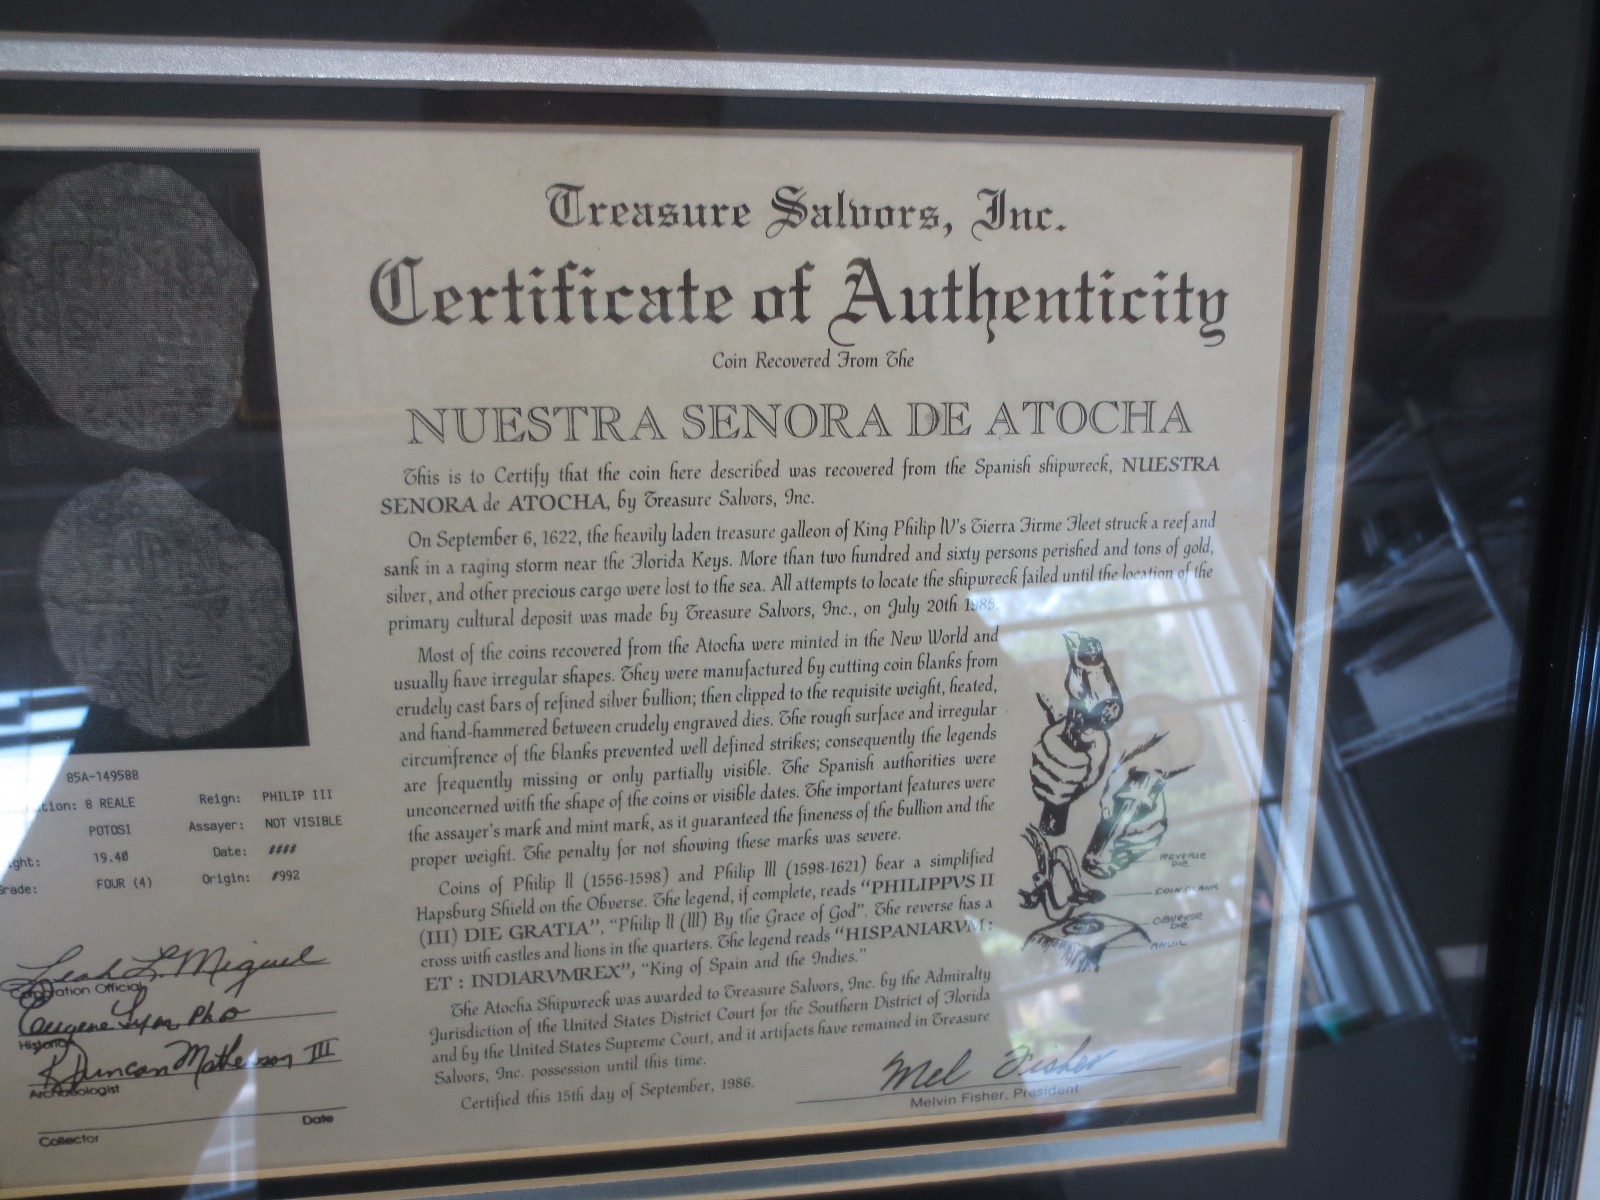 Treasure Salvors, Inc.
Certificate of Authenticity
Coin Recovered From The
NUESTRA SENORA DE ATOCHA
This is to Certify that the coin here described was recovered from the Spanish shipwreck, NUESTRA
SENORA de ATOCHA, by Treasure Salvors, Inc.
On September 6, 1622, the heavily laden treasure galleon of King Philip IV's Tierra Firme Fleet struck a reef and
sank in a raging storm near the Florida Keys. More than two hundred and sixty persons perished and tons of gold,
silver, and other precious cargo were lost to the sea. All attempts to locate the shipwreck failed until the location of the
primary cultural deposit was made by Treasure Salvors, Inc., on July 20th 1985.
Most of the coins recovered from the Atocha were minted in the New World and
usually have irregular shapes. They were manufactured by cutting coin blanks from
crudely cast bars of refined silver bullion; then clipped to the requisite weight, heated,
and hand-hammered between crudely engraved dies. The rough surface and irregular
circumfrence of the blanks prevented well defined strikes; consequently the legends
are frequently missing or only partially visible. The Spanish authorities were
unconcerned with the shape of the coins or visible dates. The important features were
the assayer's mark and mint mark, as it guaranteed the fineness of the bullion and the
proper weight. The penalty for not showing these marks was severe.
Coins of Philip II (1556-1598) and Philip III (1598-1621) bear a simplified
Hapsburg Shield on the Obverse. The legend, if complete, reads "PHILIPPVS II
(III) DIE GRATIA", "Philip II (III) By the Grace of God". The reverse has a
cross with castles and lions in the quarters. The legend reads "HISPANIARVM:
ET : INDIARVMREX", "King of Spain and the Indies."
The Atocha Shipwreck was awarded to Treasure Salvors, Inc. by the Admiralty
Jurisdiction of the United States District Court for the Southern District of Florida
and by the United States Supreme Court, and it artifacts have remained in Treasure
Salvors, Inc. possession until this time.
Certified this 15th day of September, 1986.
Mel Fisher
Melvin Fisher, President
REVERSE
DIE
COIN BLANK
OBVERSE
DIE
ANVIL
85A-149588
8 REALE Reign: PHILIP III
POTOSI Assayer: NOT VISIBLE
19.40 Date: ####
FOUR (4) Origin: #992
Leah L. Miguel
Corporation Official
Eugene Lyon, PhD
Historian
R. Duncan Mathewson III
Archaeologist
Collector Date